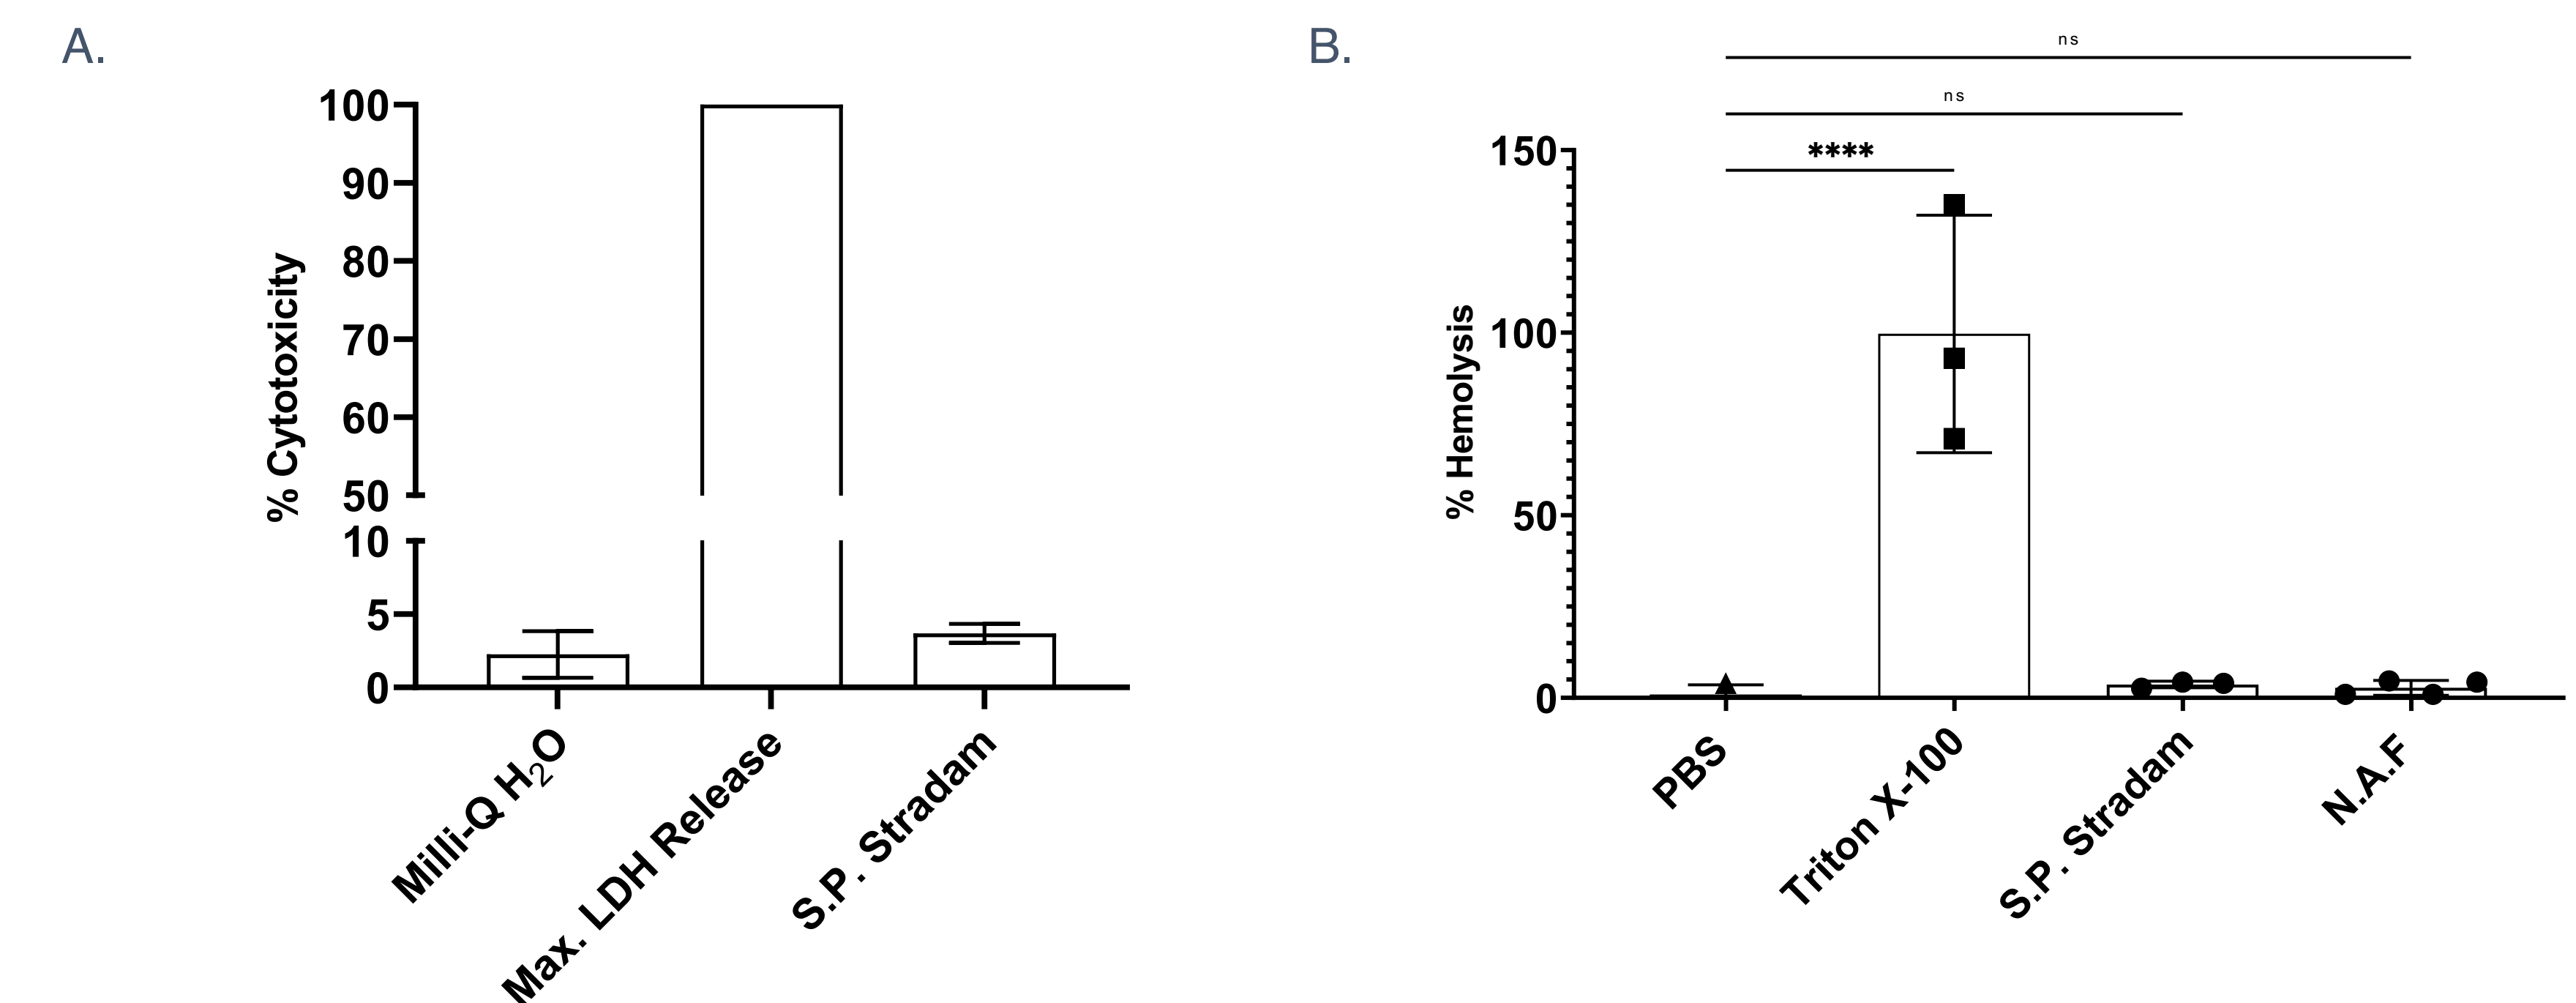 A.
% Cytotoxicity
100
90
80
70
60
50
10
5
0
Milli-Q H₂O
Max. LDH Release
S.P. Stradam
B.
ns
ns
****
% Hemolysis
150
100
50
0
PBS
Triton X-100
S.P. Stradam
N.A.F